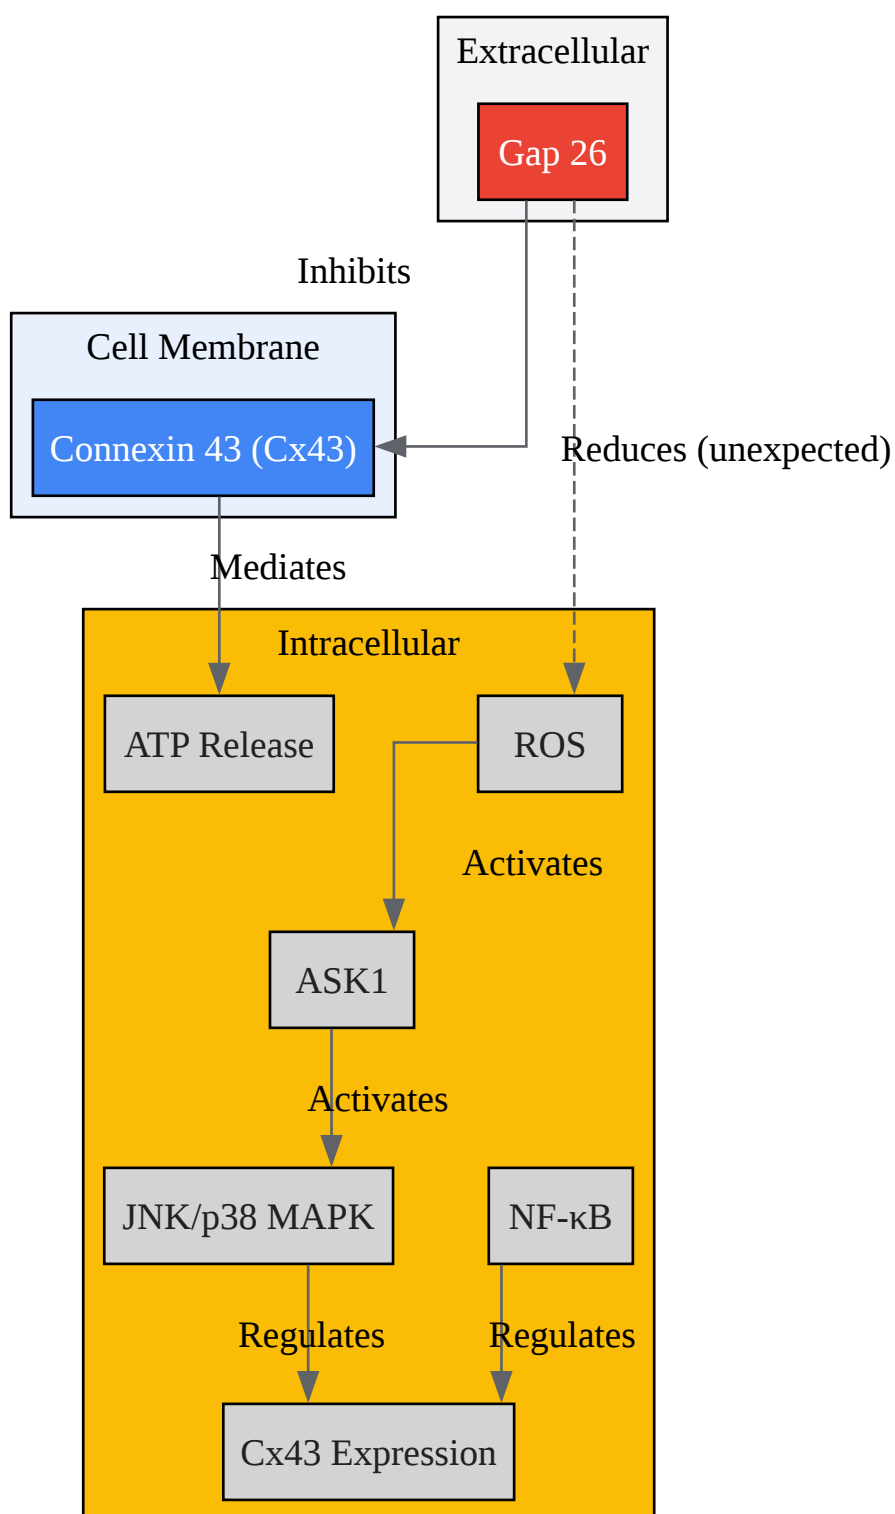 Extracellular
Gap 26
Inhibits
Cell Membrane
Connexin 43 (Cx43)
Reduces (unexpected)
Mediates
Intracellular
ATP Release
ROS
Activates
ASK1
Activates
JNK/p38 MAPK
NF-κB
Regulates
Regulates
Cx43 Expression